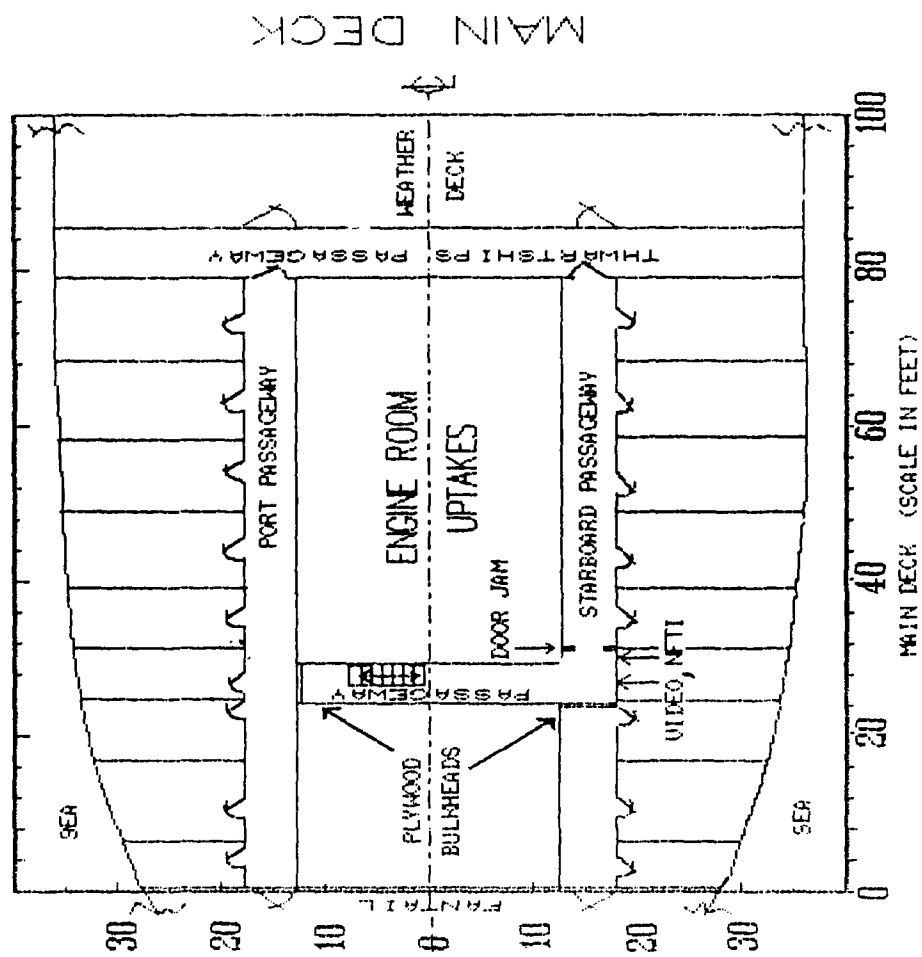 MAIN DECK
WEATHER
DECK
THWARTSHIPS PASSAGEWAY
PORT PASSAGEWAY
ENGINE ROOM
UPTAKES
STARBOARD PASSAGEWAY
DOOR JAM
PASSAGEWAY
VIDEO, NFTI
PLYWOOD
BULKHEADS
SEA
SEA
FANTAIL
30
20
10
0
10
20
30
0
20
40
60
80
100
MAIN DECK (SCALE IN FEET)